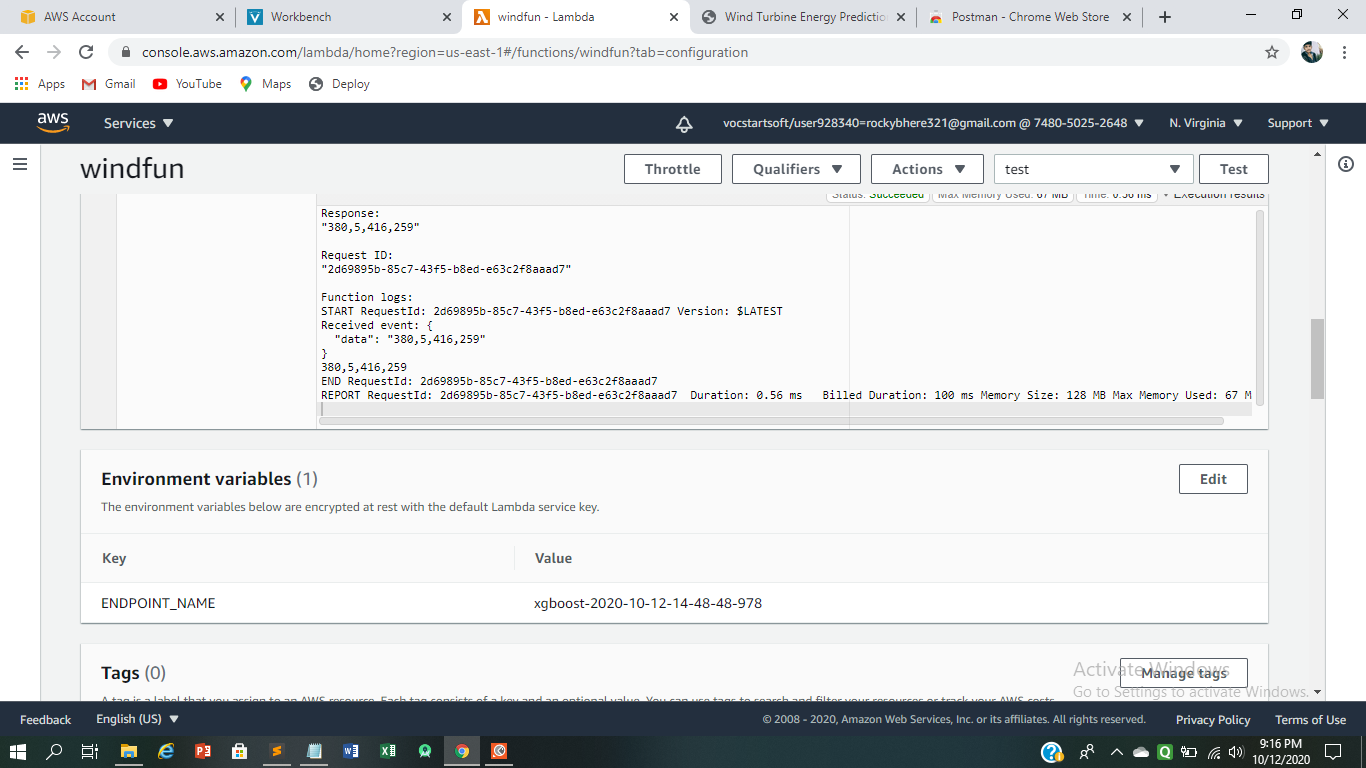 AWS Account
Workbench
windfun - Lambda
Wind Turbine Energy Predictio
Postman - Chrome Web Store
console.aws.amazon.com/lambda/home?region=us-east-1#/functions/windfun?tab=configuration
Apps Gmail YouTube Maps Deploy
aws Services vocstartsoft/user928340=rockybhere321@gmail.com @ 7480-5025-2648 N. Virginia Support
windfun Throttle Qualifiers Actions test Test
Status: Succeeded Max Memory Used: 67 MB Time: 0.56 ms Execution results
Response:
"380,5,416,259"
Request ID:
"2d69895b-85c7-43f5-b8ed-e63c2f8aaad7"
Function logs:
START RequestId: 2d69895b-85c7-43f5-b8ed-e63c2f8aaad7 Version: $LATEST
Received event: {
"data": "380,5,416,259"
}
380,5,416,259
END RequestId: 2d69895b-85c7-43f5-b8ed-e63c2f8aaad7
REPORT RequestId: 2d69895b-85c7-43f5-b8ed-e63c2f8aaad7 Duration: 0.56 ms Billed Duration: 100 ms Memory Size: 128 MB Max Memory Used: 67 M
Environment variables (1) Edit
The environment variables below are encrypted at rest with the default Lambda service key.
Key Value
ENDPOINT_NAME xgboost-2020-10-12-14-48-48-978
Tags (0) Manage tags
Activate Windows
Go to Settings to activate Windows.
A tag is a label that you assign to an AWS resource. Each tag consists of a key and an optional value. You can use tags to search and filter your resources or track your AWS costs.
Feedback English (US) © 2008 - 2020, Amazon Web Services, Inc. or its affiliates. All rights reserved. Privacy Policy Terms of Use
9:16 PM
10/12/2020